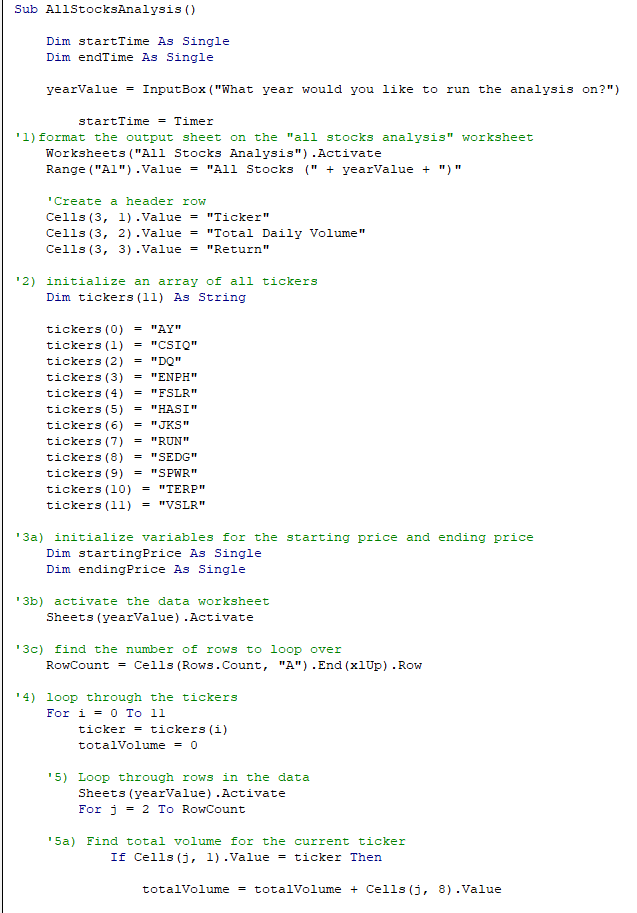 Sub AllStocksAnalysis()
Dim startTime As Single
Dim endTime As Single
yearValue = InputBox("What year would you like to run the analysis on?")
startTime = Timer
'1)format the output sheet on the "all stocks analysis" worksheet
Worksheets("All Stocks Analysis").Activate
Range("A1").Value = "All Stocks (" + yearValue + ")"
'Create a header row
Cells(3, 1).Value = "Ticker"
Cells(3, 2).Value = "Total Daily Volume"
Cells(3, 3).Value = "Return"
'2) initialize an array of all tickers
Dim tickers(11) As String
tickers(0) = "AY"
tickers(1) = "CSIQ"
tickers(2) = "DQ"
tickers(3) = "ENPH"
tickers(4) = "FSLR"
tickers(5) = "HASI"
tickers(6) = "JKS"
tickers(7) = "RUN"
tickers(8) = "SEDG"
tickers(9) = "SPWR"
tickers(10) = "TERP"
tickers(11) = "VSLR"
'3a) initialize variables for the starting price and ending price
Dim startingPrice As Single
Dim endingPrice As Single
'3b) activate the data worksheet
Sheets(yearValue).Activate
'3c) find the number of rows to loop over
RowCount = Cells(Rows.Count, "A").End(xlUp).Row
'4) loop through the tickers
For i = 0 To 11
ticker = tickers(i)
totalVolume = 0
'5) Loop through rows in the data
Sheets(yearValue).Activate
For j = 2 To RowCount
'5a) Find total volume for the current ticker
If Cells(j, 1).Value = ticker Then
totalVolume = totalVolume + Cells(j, 8).Value